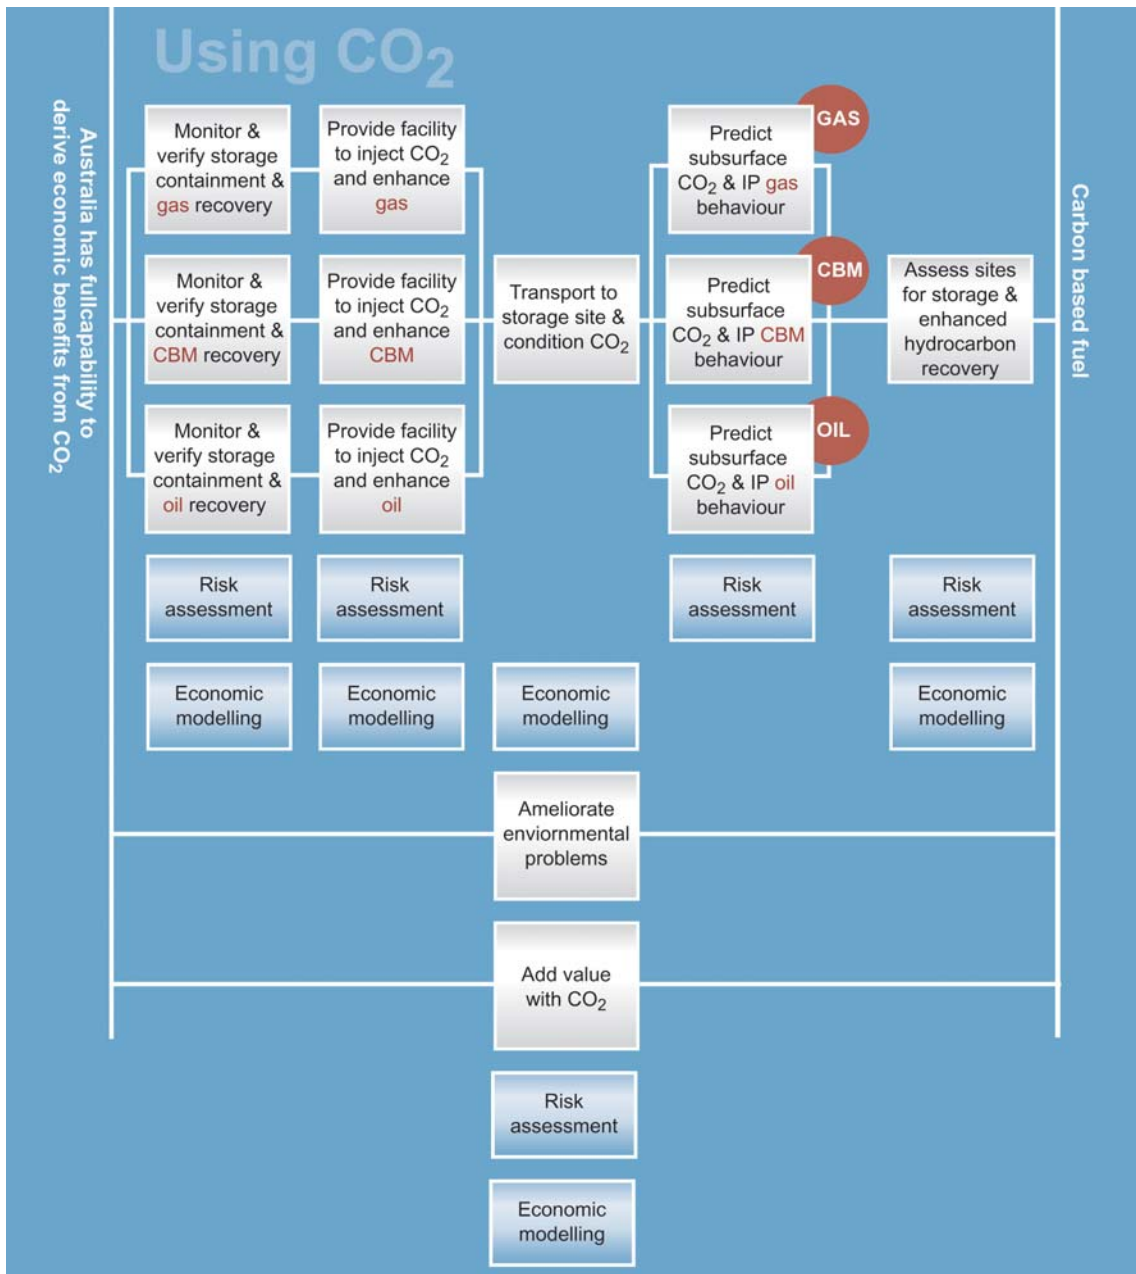 Using CO2
Australia has fullcapability to
derive economic benefits from CO2
Monitor &
verify storage
containment &
gas recovery
Provide facility
to inject CO2
and enhance
gas
Predict
subsurface
CO2 & IP gas
behaviour
GAS
Monitor &
verify storage
containment &
CBM recovery
Provide facility
to inject CO2
and enhance
CBM
Transport to
storage site &
condition CO2
Predict
subsurface
CO2 & IP CBM
behaviour
CBM
Assess sites
for storage &
enhanced
hydrocarbon
recovery
Carbon based fuel
Monitor &
verify storage
containment &
oil recovery
Provide facility
to inject CO2
and enhance
oil
Predict
subsurface
CO2 & IP oil
behaviour
OIL
Risk
assessment
Risk
assessment
Risk
assessment
Risk
assessment
Economic
modelling
Economic
modelling
Economic
modelling
Economic
modelling
Ameliorate
enviornmental
problems
Add value
with CO2
Risk
assessment
Economic
modelling